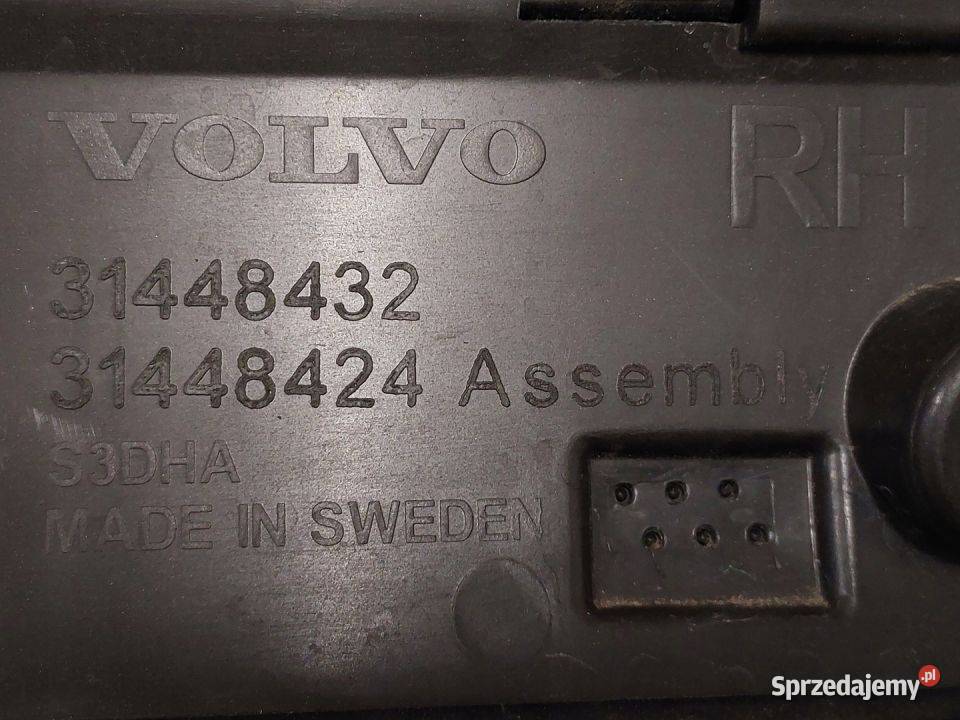 VOLVO RH
31448432
31448424 Assembly
S3DHA
MADE IN SWEDEN
Sprzedajemy.pl